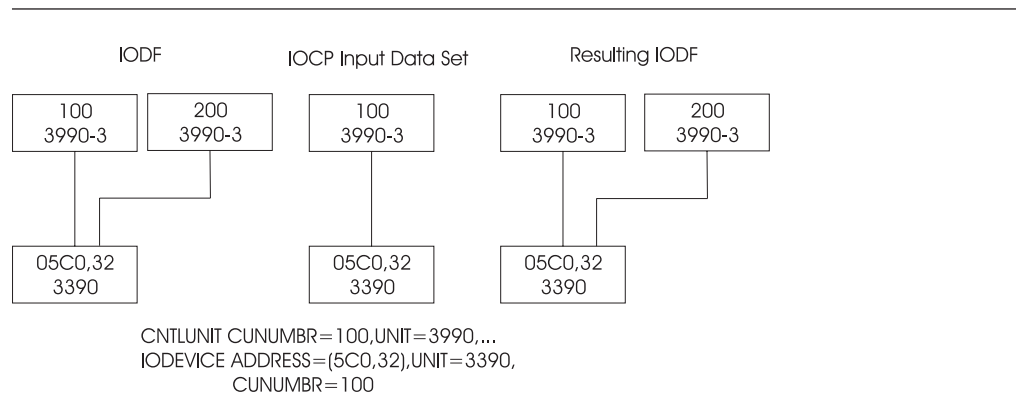 IODF
IOCP Input Data Set
Resulting IODF
100
3990-3
200
3990-3
100
3990-3
100
3990-3
200
3990-3
05C0,32
3390
05C0,32
3390
05C0,32
3390
CNTLUNIT CUNUMBR=100,UNIT=3990,...
IODEVICE ADDRESS=(5C0,32),UNIT=3390,
CUNUMBR=100